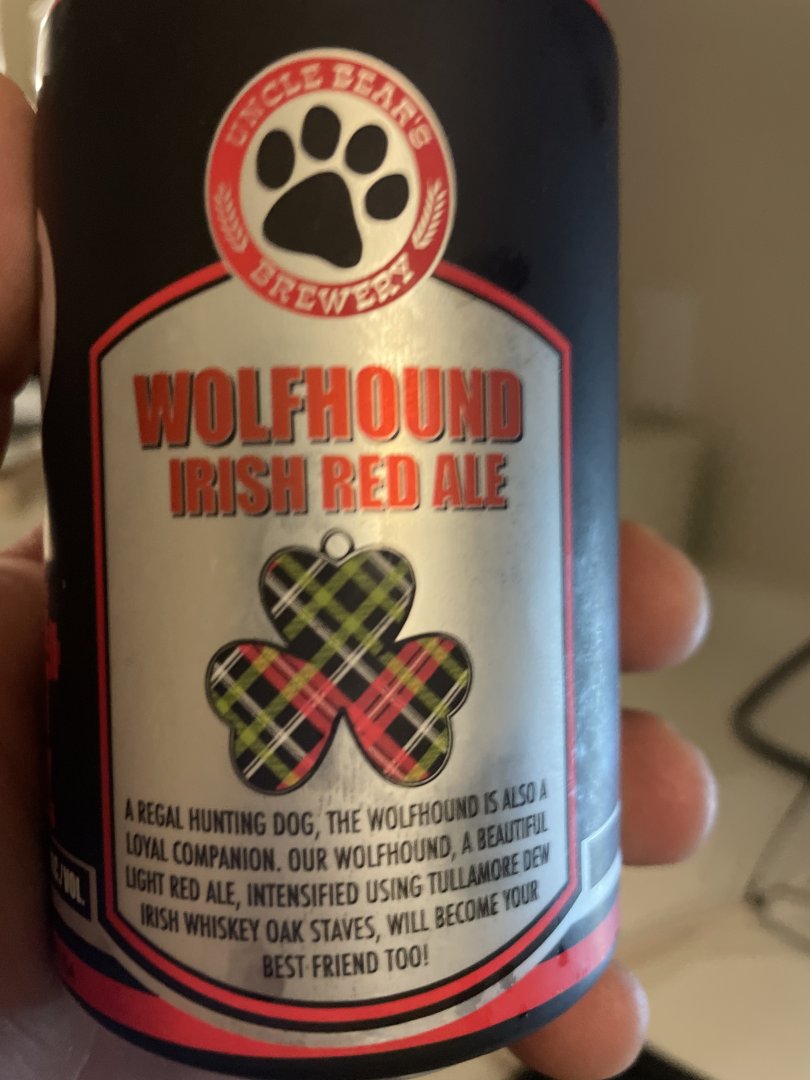 UNCLE BEAR'S
BREWERY
WOLFHOUND
IRISH RED ALE
A REGAL HUNTING DOG, THE WOLFHOUND IS ALSO A
LOYAL COMPANION. OUR WOLFHOUND, A BEAUTIFUL
LIGHT RED ALE, INTENSIFIED USING TULLAMORE DEW
IRISH WHISKEY OAK STAVES, WILL BECOME YOUR
BEST FRIEND TOO!